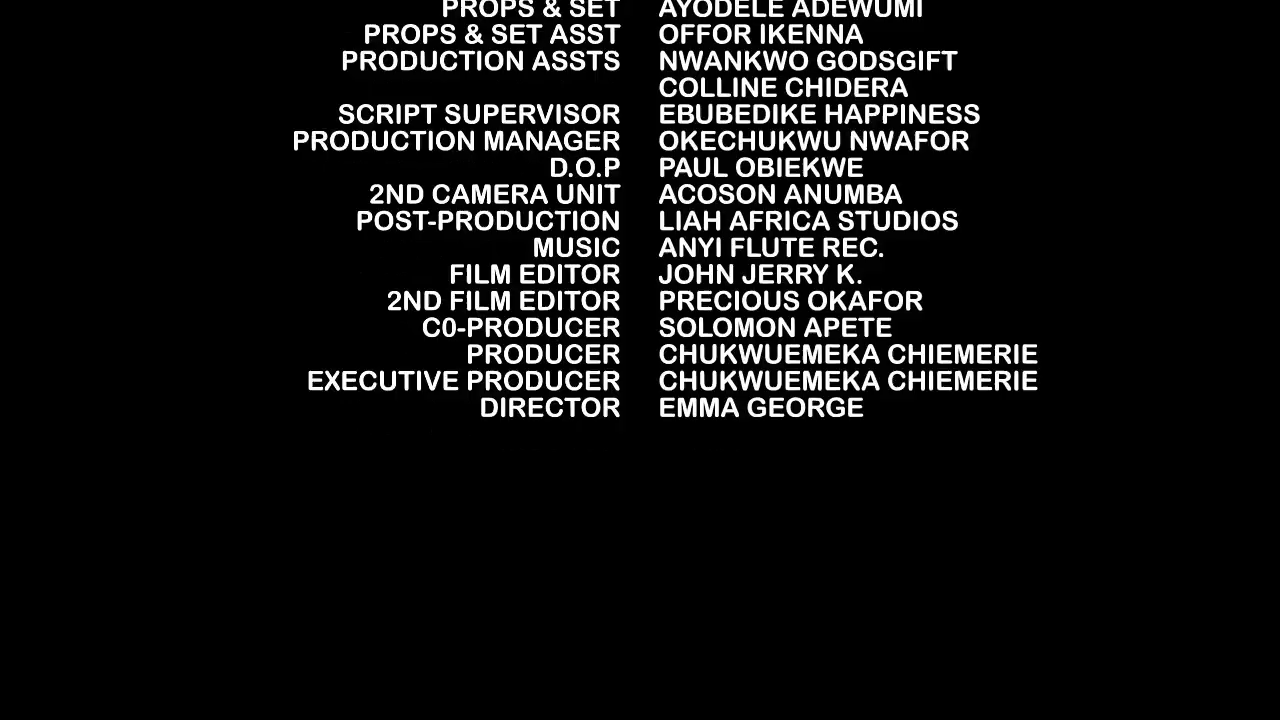 PROPS & SET AYODELE ADEWUMI
PROPS & SET ASST OFFOR IKENNA
PRODUCTION ASSTS NWANKWO GODSGIFT
COLLINE CHIDERA
SCRIPT SUPERVISOR EBUBEDIKE HAPPINESS
PRODUCTION MANAGER OKECHUKWU NWAFOR
D.O.P PAUL OBIEKWE
2ND CAMERA UNIT ACOSON ANUMBA
POST-PRODUCTION LIAH AFRICA STUDIOS
MUSIC ANYI FLUTE REC.
FILM EDITOR JOHN JERRY K.
2ND FILM EDITOR PRECIOUS OKAFOR
C0-PRODUCER SOLOMON APETE
PRODUCER CHUKWUEMEKA CHIEMERIE
EXECUTIVE PRODUCER CHUKWUEMEKA CHIEMERIE
DIRECTOR EMMA GEORGE